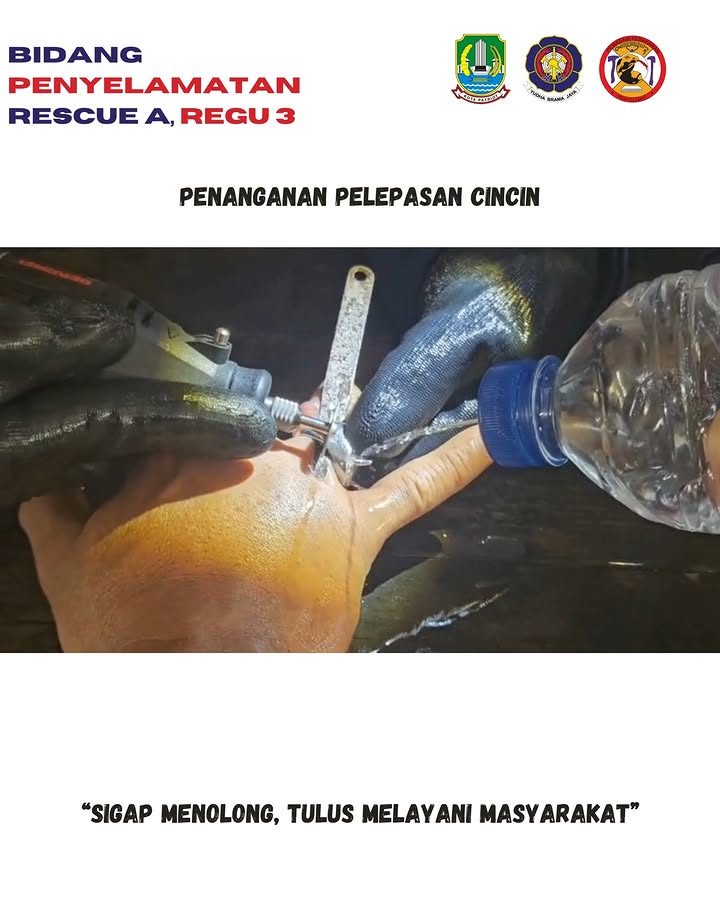 BIDANG
PENYELAMATAN
RESCUE A, REGU 3
KOTA PATRIOT
YUDHA BRAMA JAYA
PENANGANAN PELEPASAN CINCIN
“SIGAP MENOLONG, TULUS MELAYANI MASYARAKAT”